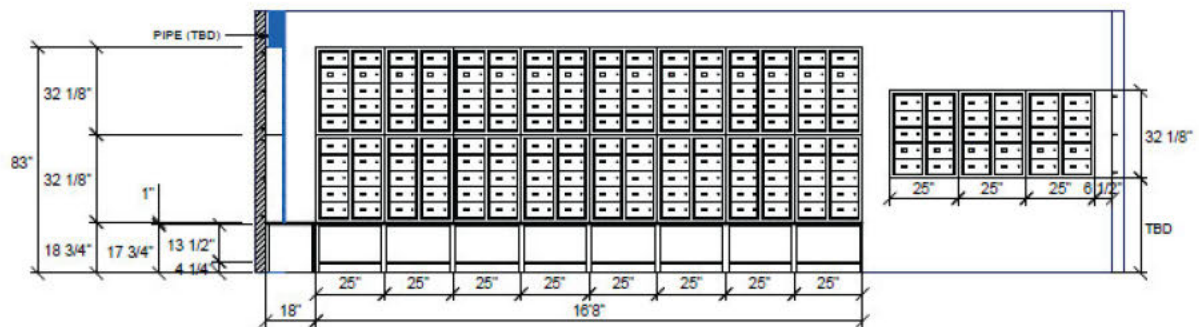 PIPE (TBD)
32 1/8"
83"
32 1/8"
32 1/8"
1"
25" 25" 25" 6 1/2"
18 3/4" 17 3/4" 13 1/2"
TBD
4 1/4"
25" 25" 25" 25" 25" 25" 25" 25"
18" 16'8"